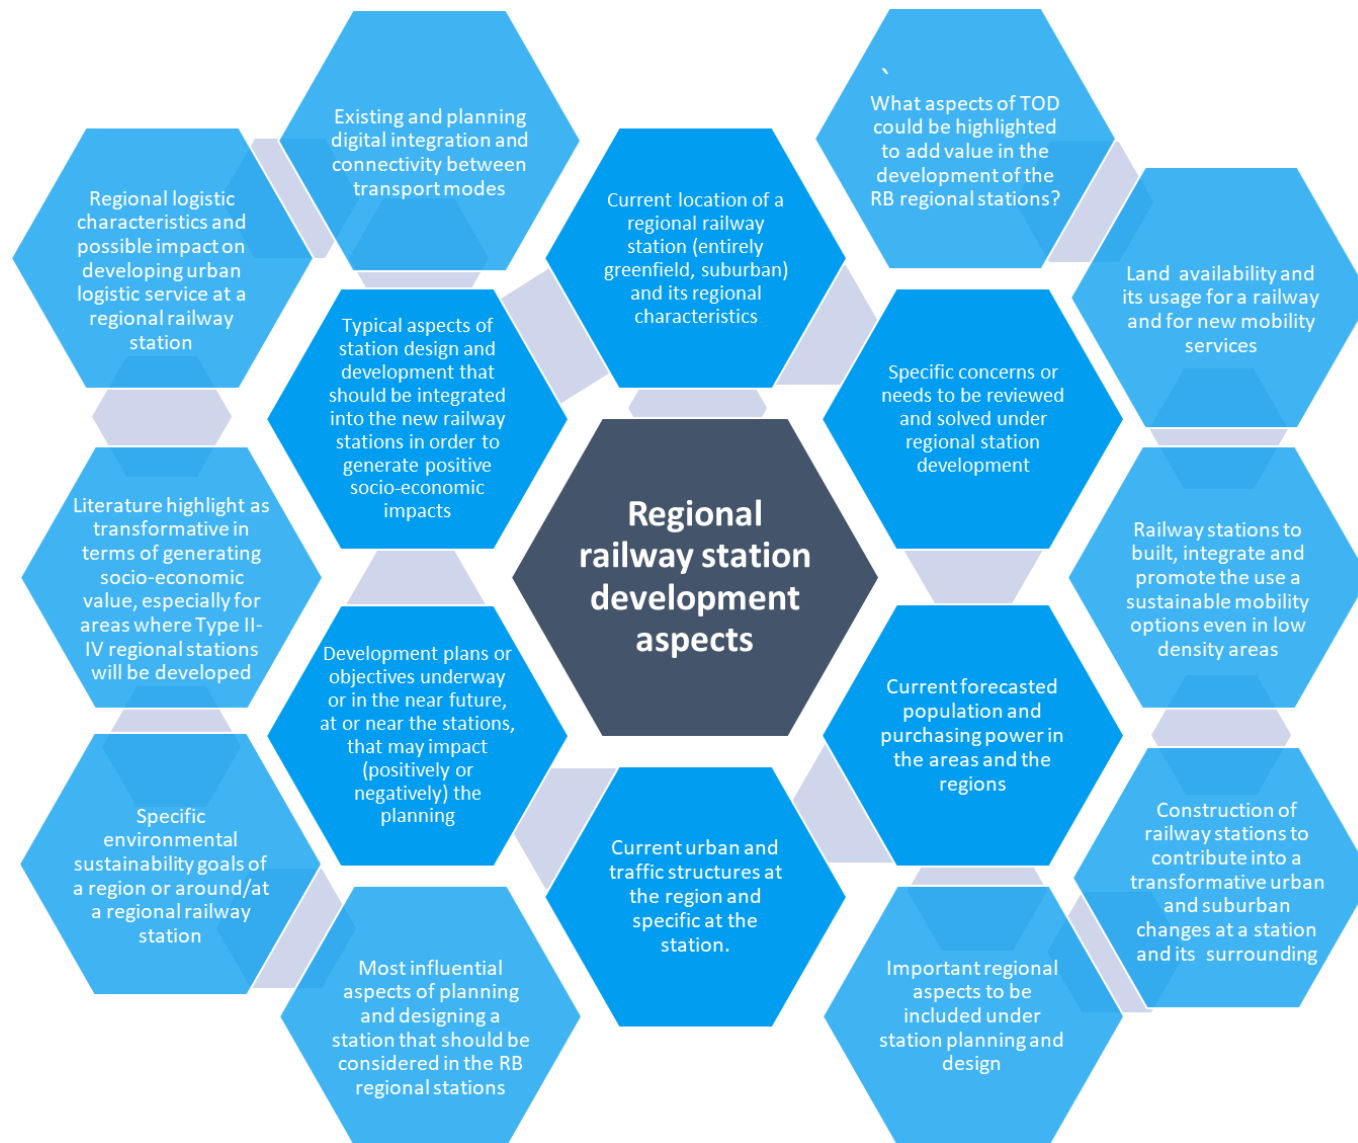 Existing and planning
digital integration and
connectivity between
transport modes
`
What aspects of TOD
could be highlighted
to add value in the
development of the
RB regional stations?
Regional logistic
characteristics and
possible impact on
developing urban
logistic service at a
regional railway
station
Current location of a
regional railway
station (entirely
greenfield, suburban)
and its regional
characteristics
Land  availability and
its usage for a railway
and for new mobility
services
Typical aspects of
station design and
development that
should be integrated
into the new railway
stations in order to
generate positive
socio-economic
impacts
Specific concerns or
needs to be reviewed
and solved under
regional station
development
Regional
railway station
development
aspects
Literature highlight as
transformative in
terms of generating
socio-economic
value, especially for
areas where Type II-
IV regional stations
will be developed
Railway stations to
built, integrate and
promote the use a
sustainable mobility
options even in low
density areas
Development plans or
objectives underway
or in the near future,
at or near the stations,
that may impact
(positively or
negatively) the
planning
Current forecasted
population and
purchasing power in
the areas and the
regions
Specific
environmental
sustainability goals of
a region or around/at
a regional railway
station
Current urban and
traffic structures at
the region and
specific at the
station.
Construction of
railway stations to
contribute into a
transformative urban
and suburban
changes at a station
and its  surrounding
Most influential
aspects of planning
and designing a
station that should be
considered in the RB
regional stations
Important regional
aspects to be
included under
station planning and
design